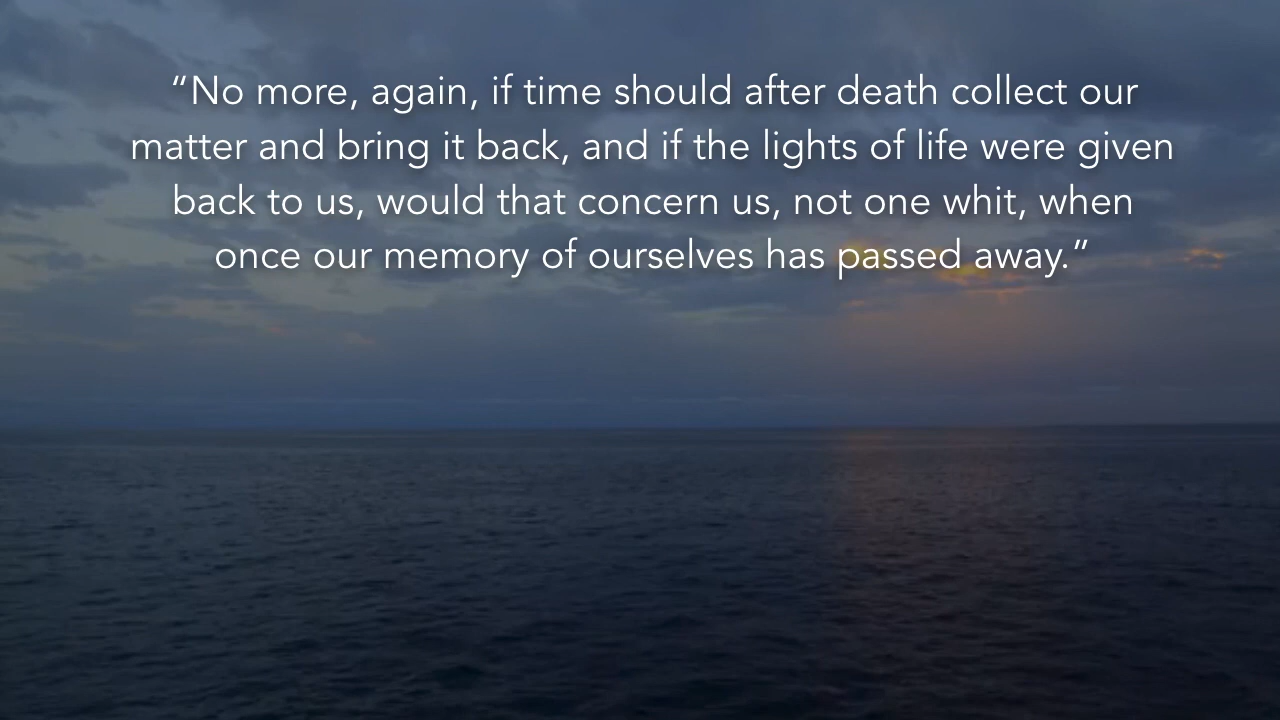 “No more, again, if time should after death collect our
matter and bring it back, and if the lights of life were given
back to us, would that concern us, not one whit, when
once our memory of ourselves has passed away.”